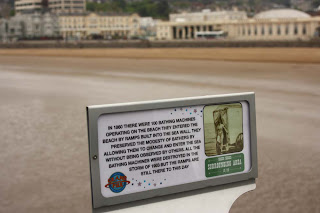 IN 1860 THERE WERE 100 BATHING MACHINES
OPERATING ON THE BEACH THEY ENTERED THE
BEACH BY RAMPS BUILT INTO THE SEA WALL. THEY
PRESERVED THE MODESTY OF BATHERS BY
ALLOWING THEM TO CHANGE AND ENTER THE SEA
WITHOUT BEING OBSERVED BY OTHERS. ALL THE
BATHING MACHINES WERE DESTROYED IN THE
STORM OF 1903 BUT THE RAMPS ARE
STILL THERE TO THIS DAY